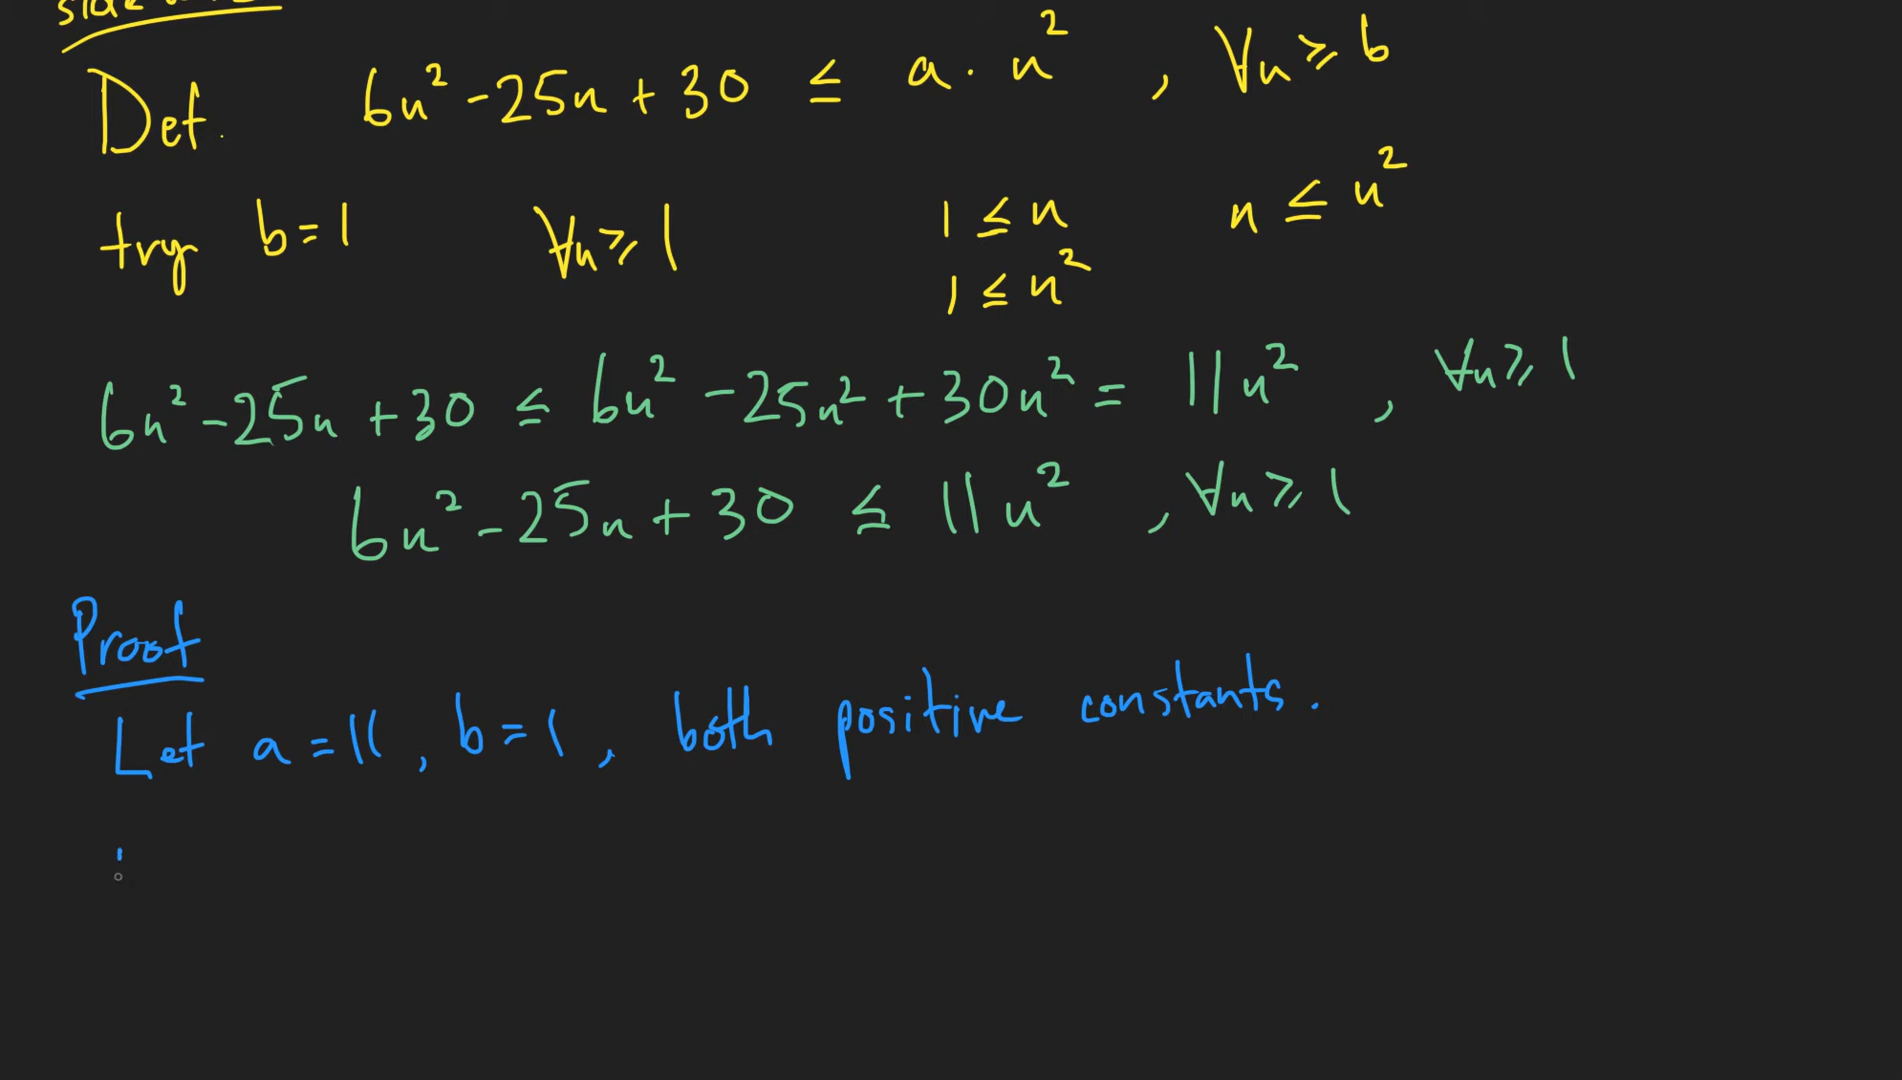 Def. 6n² - 25n + 30 ≤ a · n² , ∀n ≥ b
try b = 1 ∀n ≥ 1 1 ≤ n n ≤ n²
1 ≤ n²
6n² - 25n + 30 ≤ 6n² - 25n² + 30n² = 11n² , ∀n ≥ 1
6n² - 25n + 30 ≤ 11n² , ∀n ≥ 1
Proof
Let a = 11 , b = 1 , both positive constants .